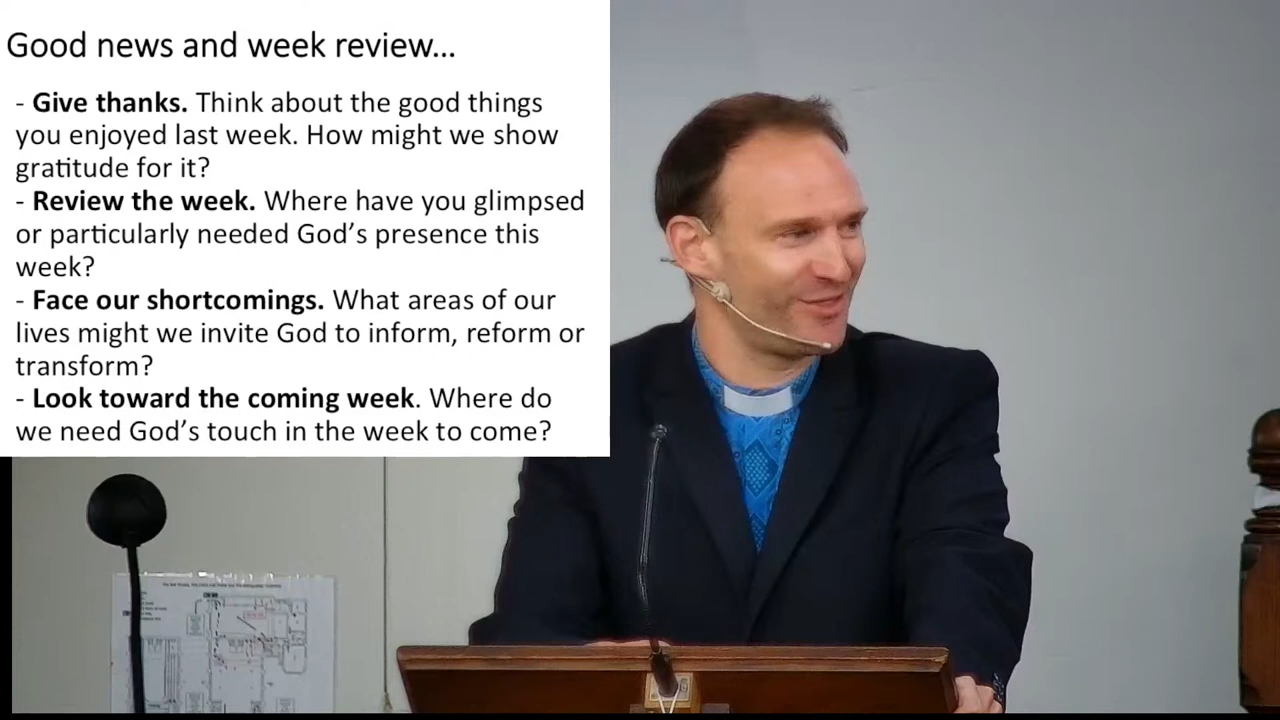 Good news and week review...
- Give thanks. Think about the good things
you enjoyed last week. How might we show
gratitude for it?
- Review the week. Where have you glimpsed
or particularly needed God’s presence this
week?
- Face our shortcomings. What areas of our
lives might we invite God to inform, reform or
transform?
- Look toward the coming week. Where do
we need God’s touch in the week to come?